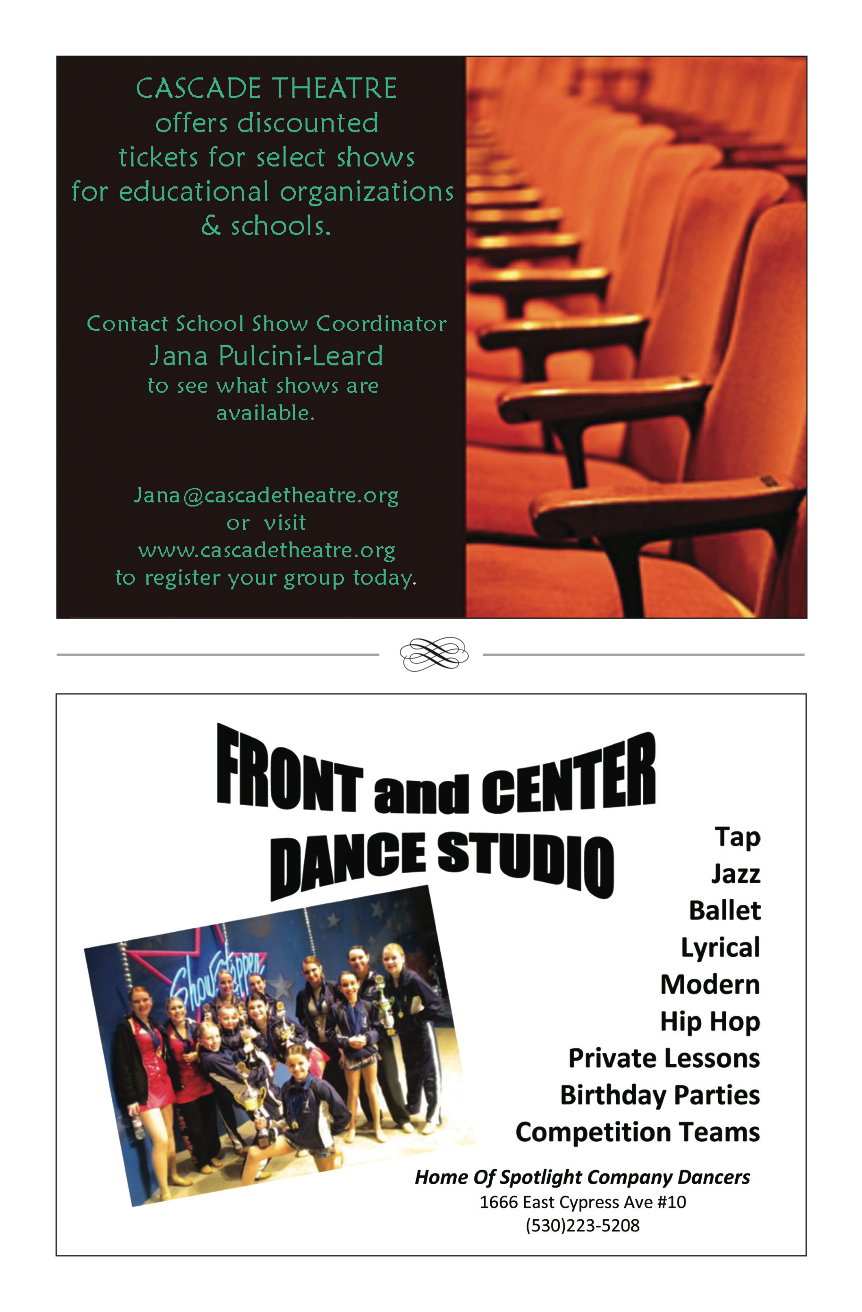 CASCADE THEATRE
offers discounted
tickets for select shows
for educational organizations
& schools.
Contact School Show Coordinator
Jana Pulcini-Leard
to see what shows are
available.
Jana@cascadetheatre.org
or visit
www.cascadetheatre.org
to register your group today.
FRONT and CENTER
DANCE STUDIO
Showstopper
Tap
Jazz
Ballet
Lyrical
Modern
Hip Hop
Private Lessons
Birthday Parties
Competition Teams
Home Of Spotlight Company Dancers
1666 East Cypress Ave #10
(530)223-5208